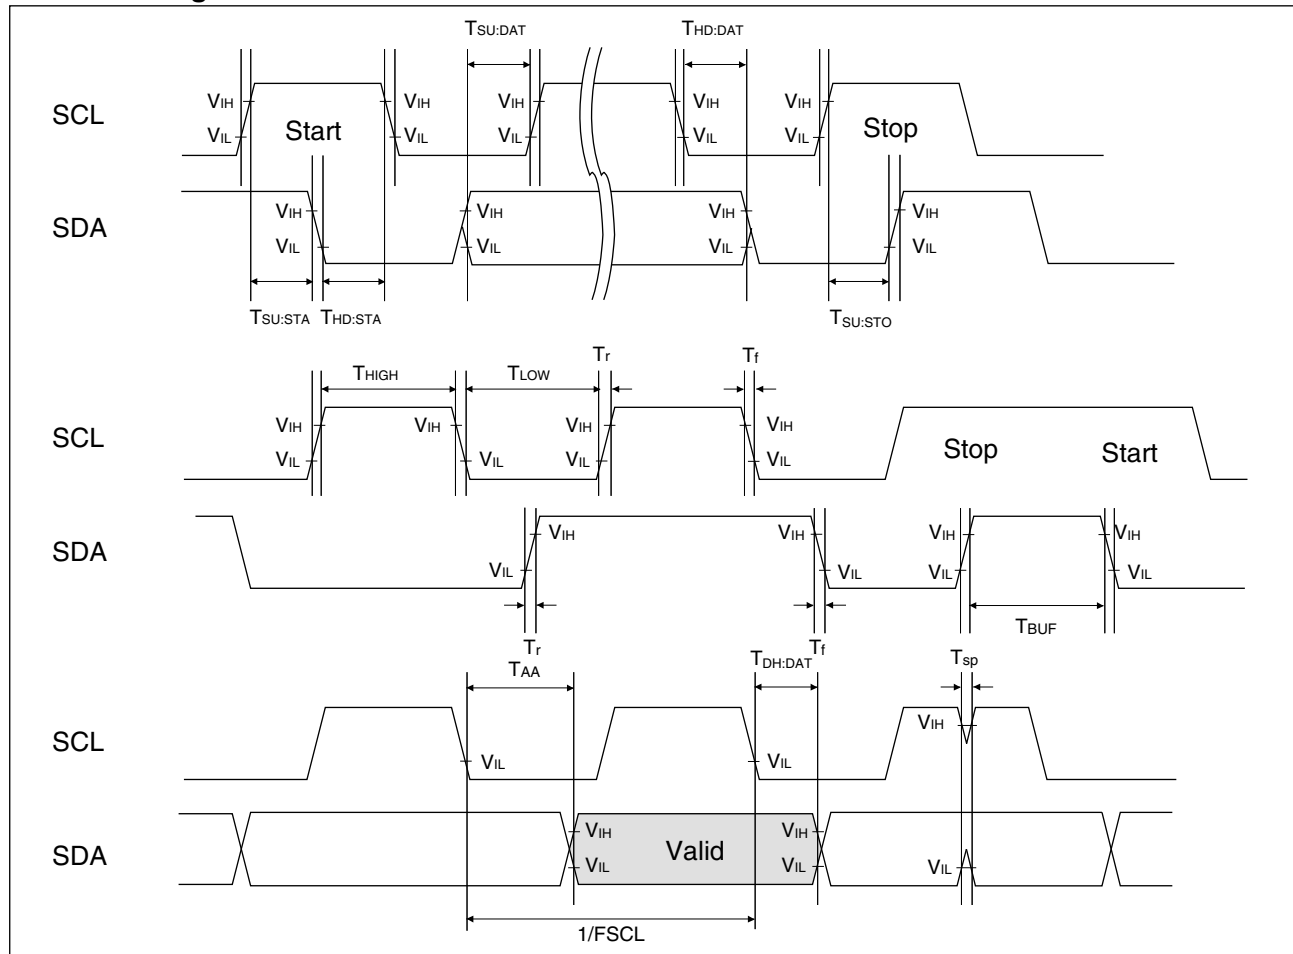 TSU:DAT THD:DAT
SCL VIH VIH VIH VIH VIH
VIL Start VIL VIL VIL VIL Stop
SDA VIH VIH VIH VIH
VIL VIL VIL VIL
TSU:STA THD:STA TSU:STO
THIGH TLOW Tr Tf
SCL VIH VIH VIH VIH
VIL VIL VIL VIL Stop Start
SDA VIH VIH VIH VIH
VIL VIL VIL VIL
Tr Tf TBUF
TAA TDH:DAT Tsp
SCL VIH
VIL VIL
SDA VIH Valid VIH
VIL VIL VIL
1/FSCL